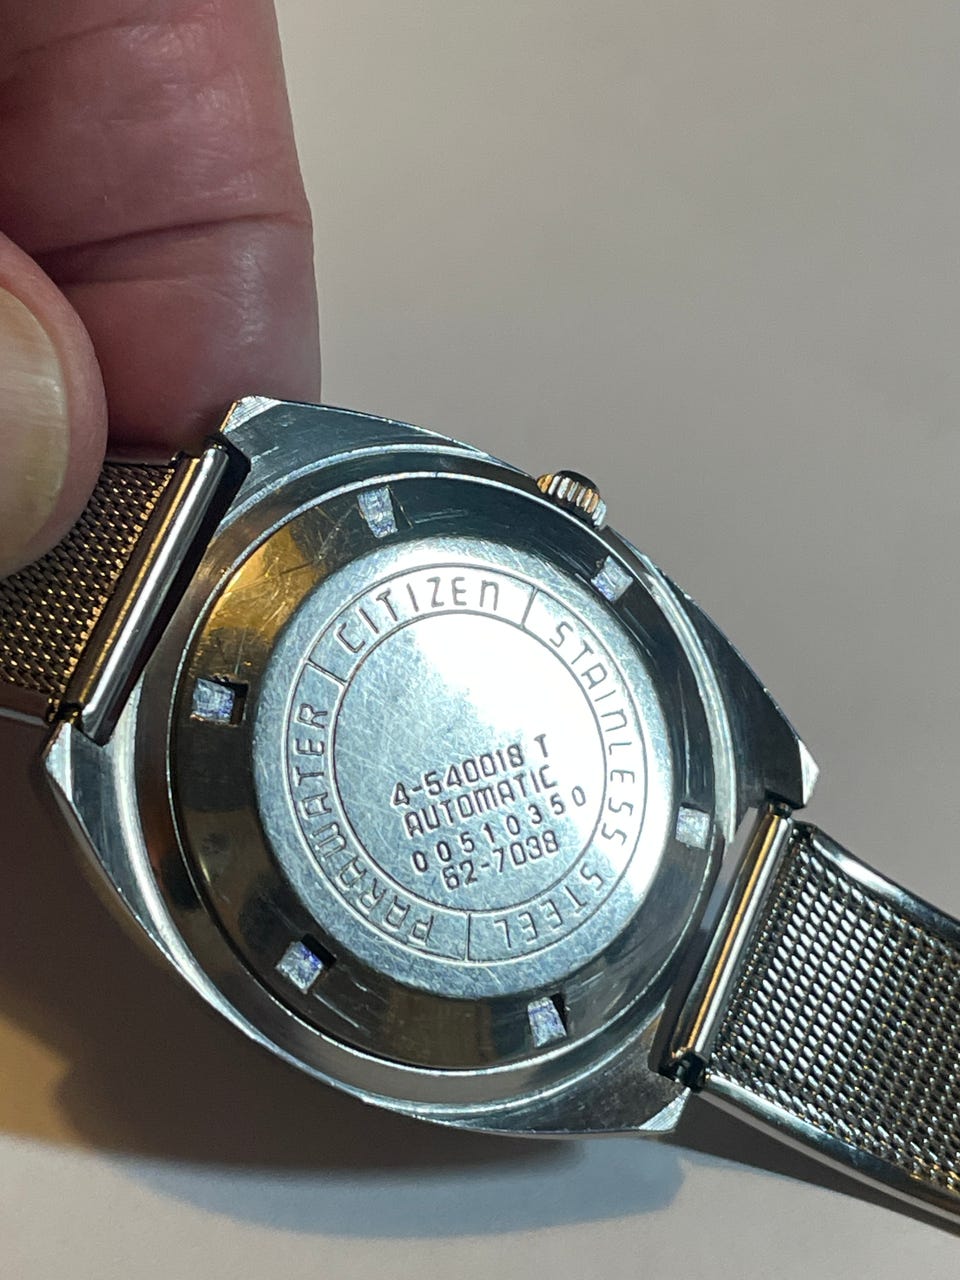 CITIZEN
STAINLESS STEEL
PARAWATER
4-540018 T
AUTOMATIC
00510350
62-7038